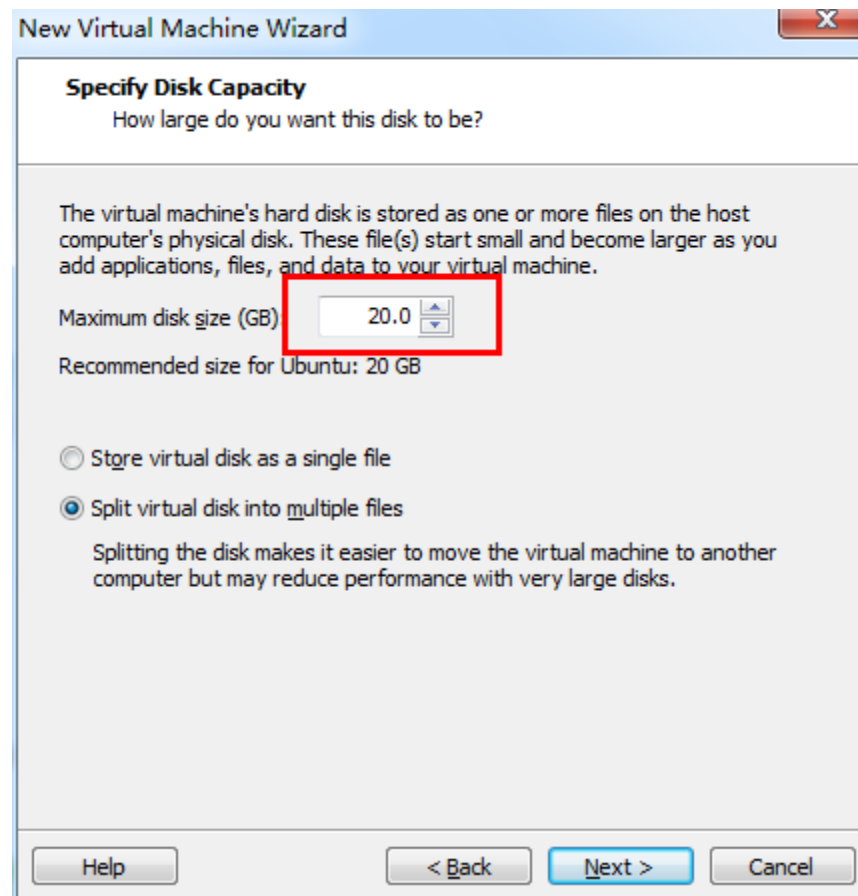 New Virtual Machine Wizard
Specify Disk Capacity
How large do you want this disk to be?
The virtual machine's hard disk is stored as one or more files on the host
computer's physical disk. These file(s) start small and become larger as you
add applications, files, and data to your virtual machine.
Maximum disk size (GB): 20.0
Recommended size for Ubuntu: 20 GB
Store virtual disk as a single file
Split virtual disk into multiple files
Splitting the disk makes it easier to move the virtual machine to another
computer but may reduce performance with very large disks.
Help < Back Next > Cancel